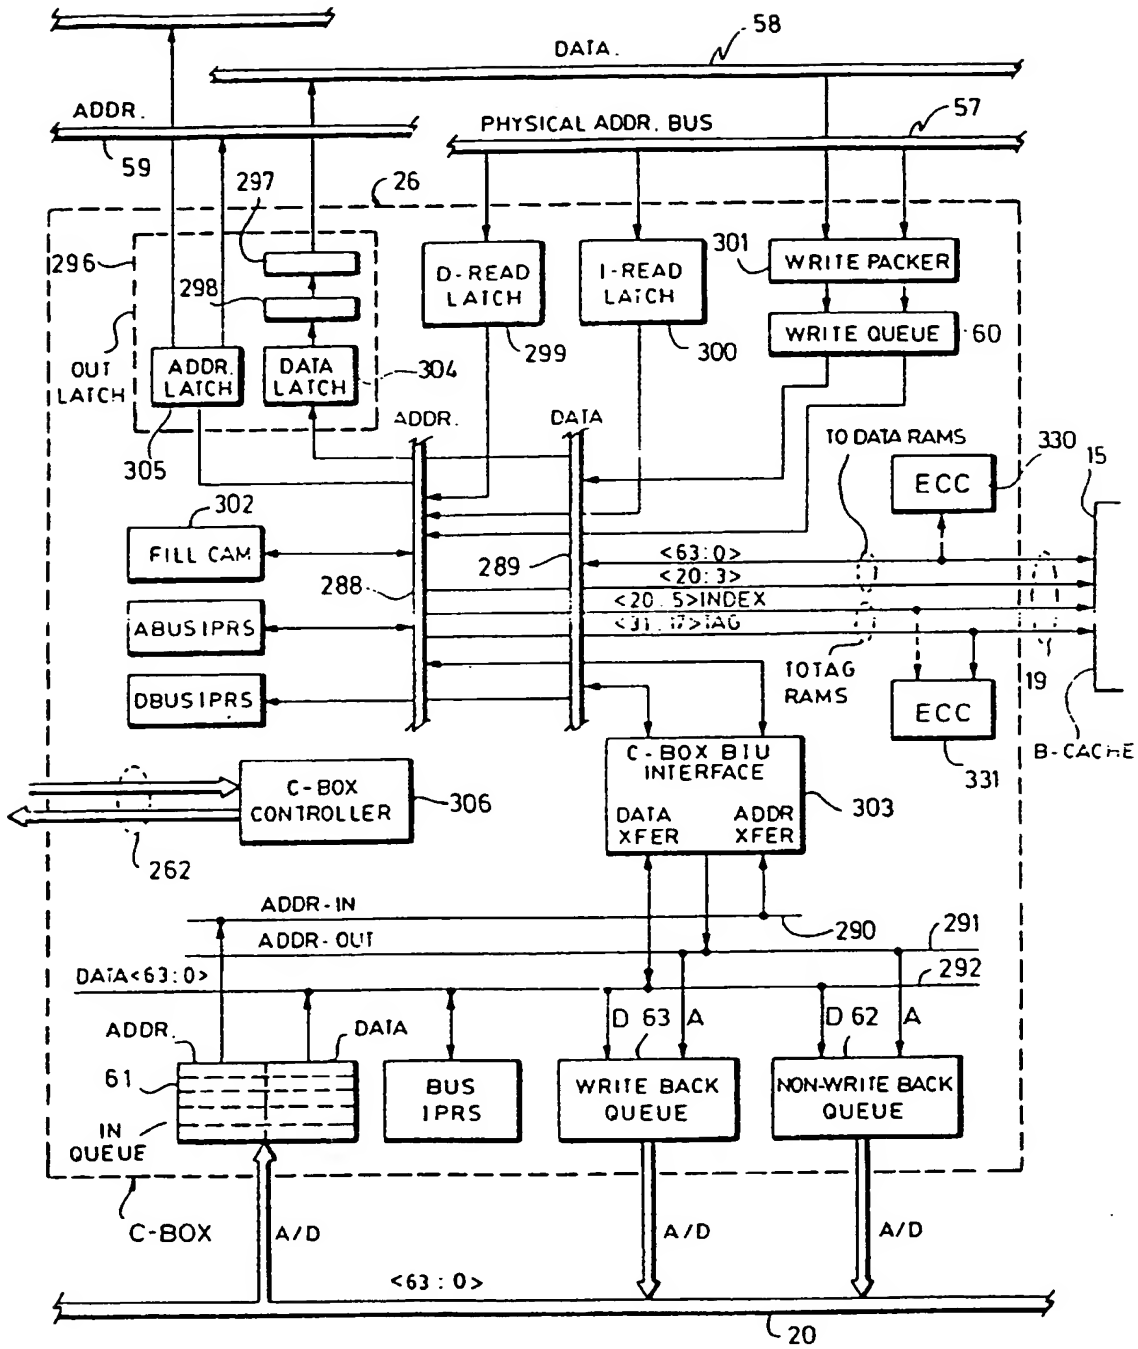 58
DATA.
ADDR.
PHYSICAL ADDR. BUS
57
59
297
26
296
298
D-READ
LATCH
I-READ
LATCH
301
WRITE PACKER
WRITE QUEUE
60
299
300
OUT
LATCH
ADDR.
LATCH
DATA
LATCH
304
305
ADDR.
DATA
TO DATA RAMS
330
ECC
15
302
FILL CAM
288
289
<63:0>
<20:3>
<20:5>INDEX
<31:17>TAG
ABUS IPRS
DBUS IPRS
TO TAG
RAMS
ECC
331
19
B-CACHE
C-BOX
CONTROLLER
306
262
C-BOX BIU
INTERFACE
DATA
XFER
ADDR
XFER
303
ADDR-IN
290
ADDR-OUT
291
DATA<63:0>
292
ADDR.
DATA
61
IN
QUEUE
BUS
IPRS
D 63 A
WRITE BACK
QUEUE
D 62 A
NON-WRITE BACK
QUEUE
C-BOX
A/D
A/D
A/D
<63:0>
20